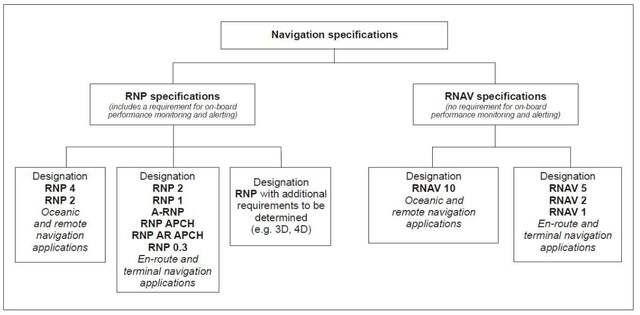 Navigation specifications
RNP specifications
(includes a requirement for on-board
performance monitoring and alerting)
RNAV specifications
(no requirement for on-board
performance monitoring and alerting)
Designation
RNP 4
RNP 2
Oceanic
and remote
navigation
applications
Designation
RNP 2
RNP 1
A-RNP
RNP APCH
RNP AR APCH
RNP 0.3
En-route and
terminal navigation
applications
Designation
RNP with additional
requirements to be
determined
(e.g. 3D, 4D)
Designation
RNAV 10
Oceanic and
remote navigation
applications
Designation
RNAV 5
RNAV 2
RNAV 1
En-route and
terminal navigation
applications